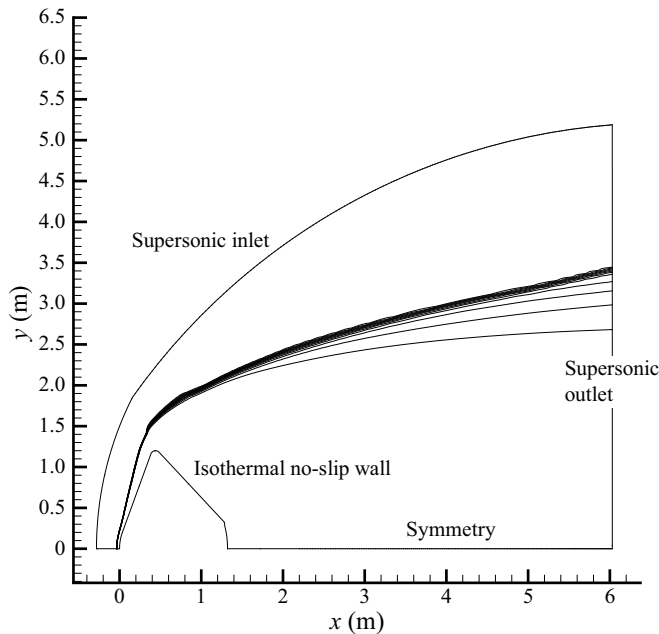 6.5
6.0
5.5
5.0
4.5
4.0
Supersonic inlet
3.5
y (m)
3.0
2.5
2.0
Supersonic
outlet
1.5
Isothermal no-slip wall
1.0
0.5
Symmetry
0
0 1 2 3 4 5 6
x (m)